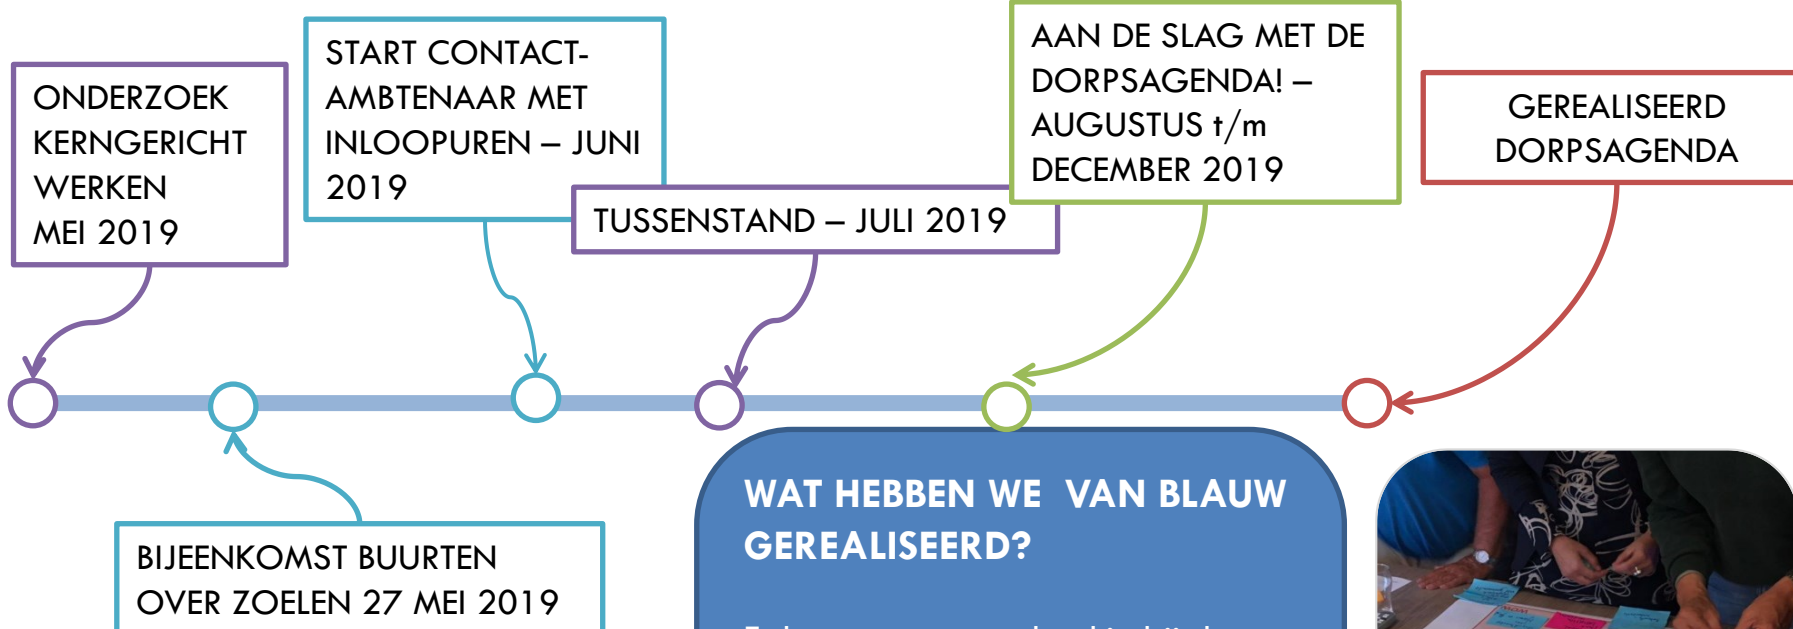 ONDERZOEK
KERNGERICHT
WERKEN
MEI 2019
START CONTACT-
AMBTENAAR MET
INLOOPUREN – JUNI
2019
TUSSENSTAND – JULI 2019
AAN DE SLAG MET DE
DORPSAGENDA! –
AUGUSTUS t/m
DECEMBER 2019
GEREALISEERD
DORPSAGENDA
BIJEENKOMST BUURTEN
OVER ZOELEN 27 MEI 2019
WAT HEBBEN WE  VAN BLAUW
GEREALISEERD?